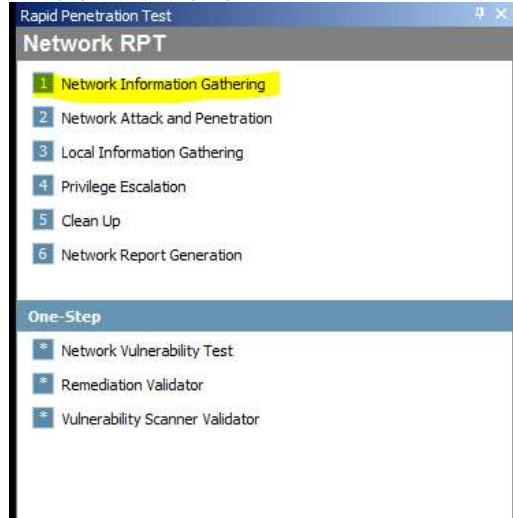 Rapid Penetration Test
Network RPT
1 Network Information Gathering
2 Network Attack and Penetration
3 Local Information Gathering
4 Privilege Escalation
5 Clean Up
6 Network Report Generation
One-Step
* Network Vulnerability Test
* Remediation Validator
* Vulnerability Scanner Validator